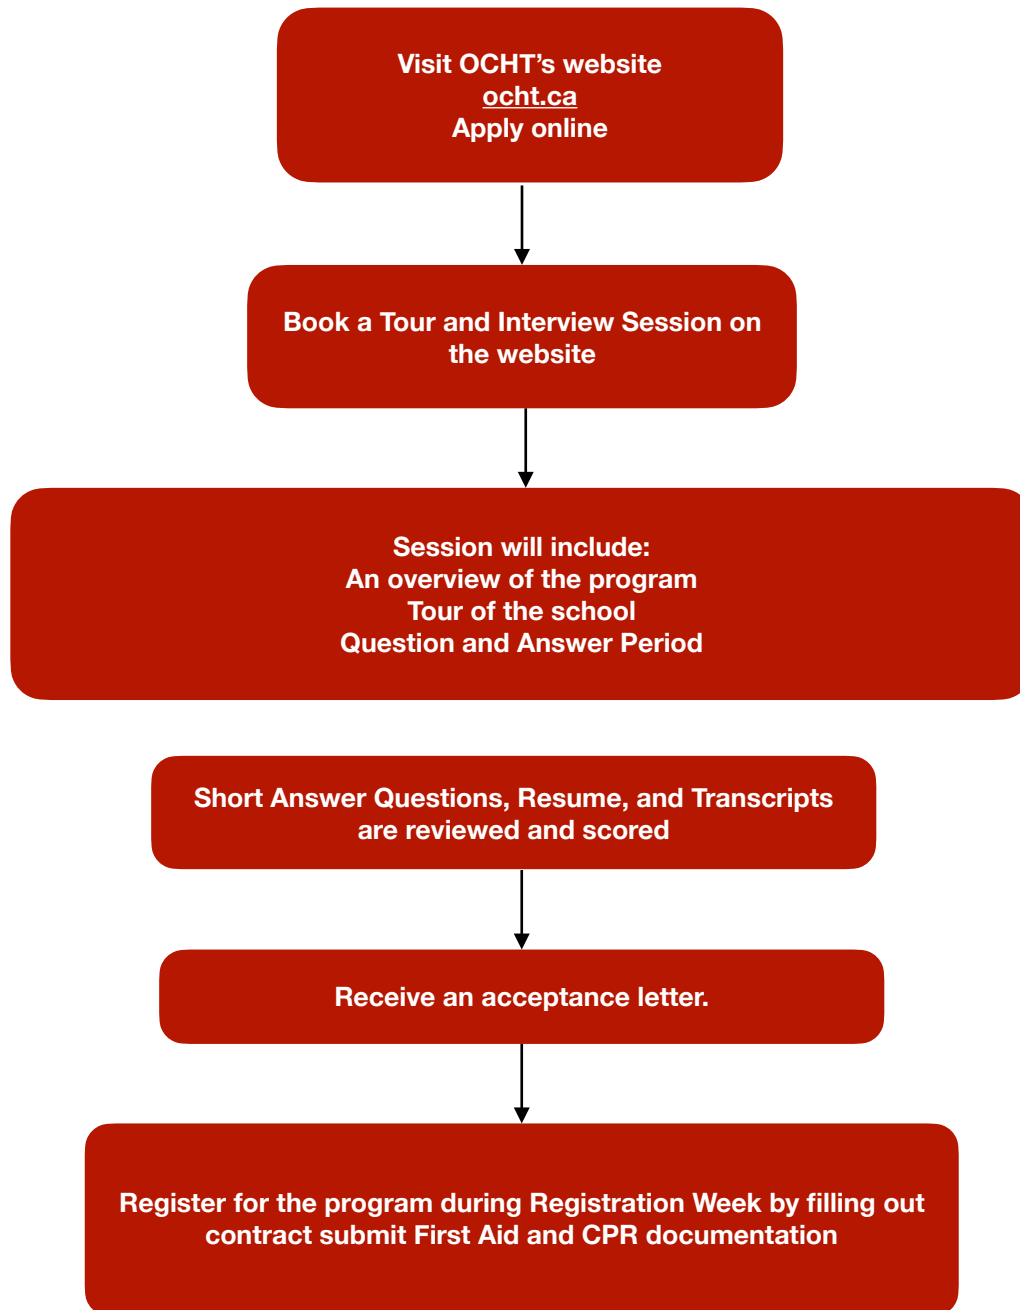 Visit OCHT’s website
ocht.ca
Apply online
Book a Tour and Interview Session on
the website
Session will include:
An overview of the program
Tour of the school
Question and Answer Period
Short Answer Questions, Resume, and Transcripts
are reviewed and scored
Receive an acceptance letter.
Register for the program during Registration Week by filling out
contract submit First Aid and CPR documentation